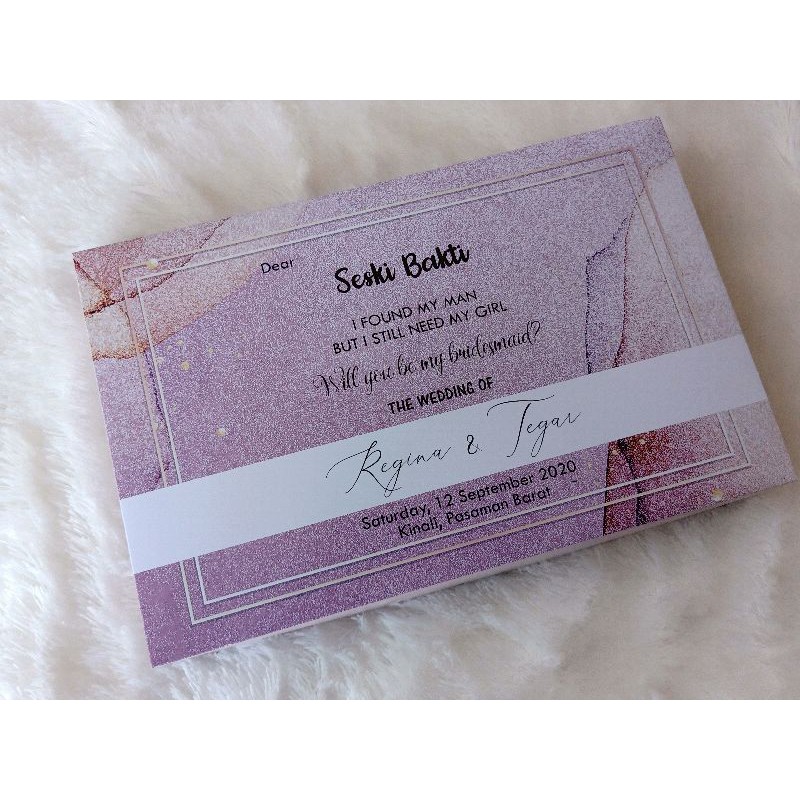 Dear
Seski Bakti
I FOUND MY MAN
BUT I STILL NEED MY GIRL
Will you be my bridesmaid?
THE WEDDING OF
Regina & Tegar
Saturday, 12 September 2020
Kinali, Pasaman Barat